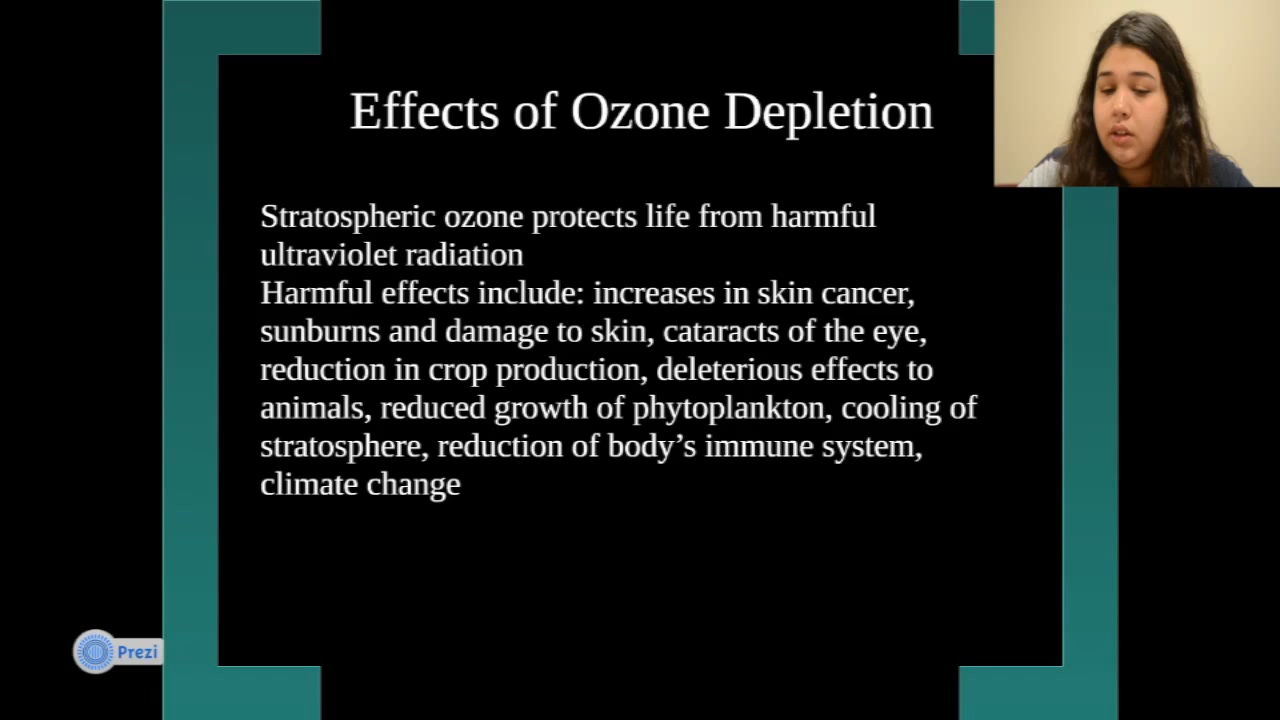 Effects of Ozone Depletion
Stratospheric ozone protects life from harmful
ultraviolet radiation
Harmful effects include: increases in skin cancer,
sunburns and damage to skin, cataracts of the eye,
reduction in crop production, deleterious effects to
animals, reduced growth of phytoplankton, cooling of
stratosphere, reduction of body’s immune system,
climate change
Prezi